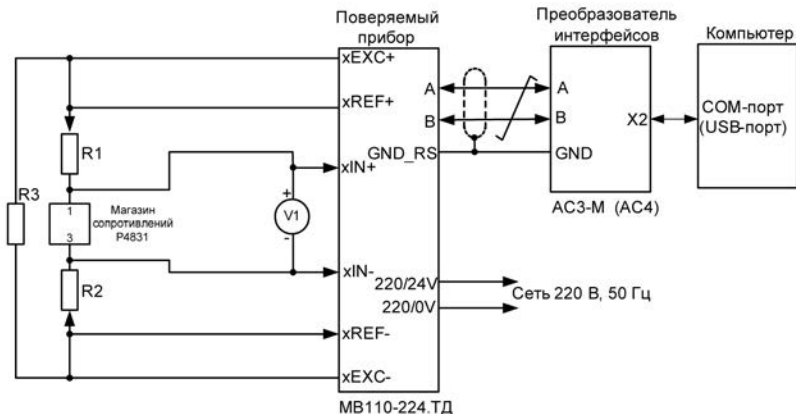 Поверяемый
прибор
Преобразователь
интерфейсов
Компьютер
xEXC+
xREF+
A
B
GND_RS
A
B
X2
GND
COM-порт
(USB-порт)
R1
xIN+
R3
1
3
Магазин
сопротивлений
Р4831
+
V1
-
АС3-М (АС4)
R2
xIN-
220/24V
220/0V
Сеть 220 В, 50 Гц
xREF-
xEXC-
МВ110-224.ТД